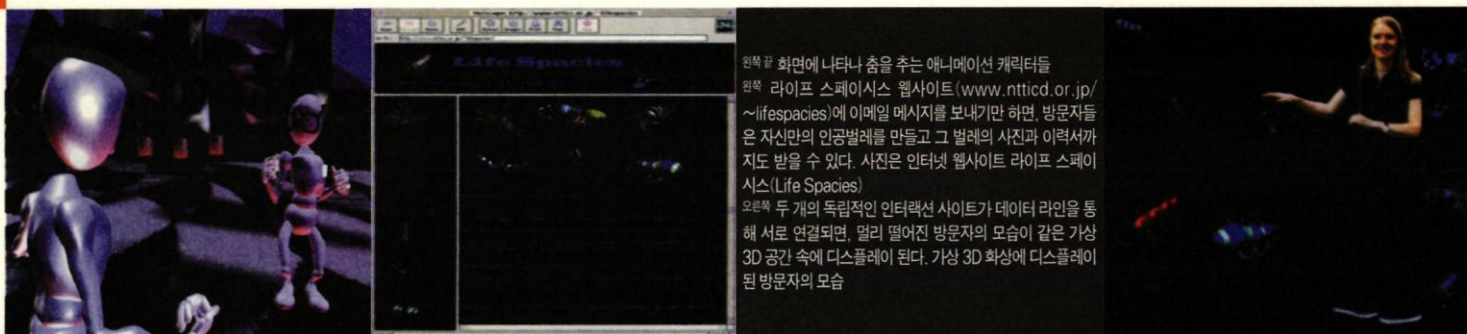 Life Spacies
왼쪽 끝 화면에 나타나 춤을 추는 애니메이션 캐릭터들
왼쪽 라이프 스페이시스 웹사이트(www.ntticd.or.jp/
~lifespacies)에 이메일 메시지를 보내기만 하면, 방문자들
은 자신만의 인공벌레를 만들고 그 벌레의 사진과 이력서까
지도 받을 수 있다. 사진은 인터넷 웹사이트 라이프 스페이
시스(Life Spacies)
오른쪽 두 개의 독립적인 인터랙션 사이트가 데이터 라인을 통
해 서로 연결되면, 멀리 떨어진 방문자의 모습이 같은 가상
3D 공간 속에 디스플레이 된다. 가상 3D 화상에 디스플레이
된 방문자의 모습